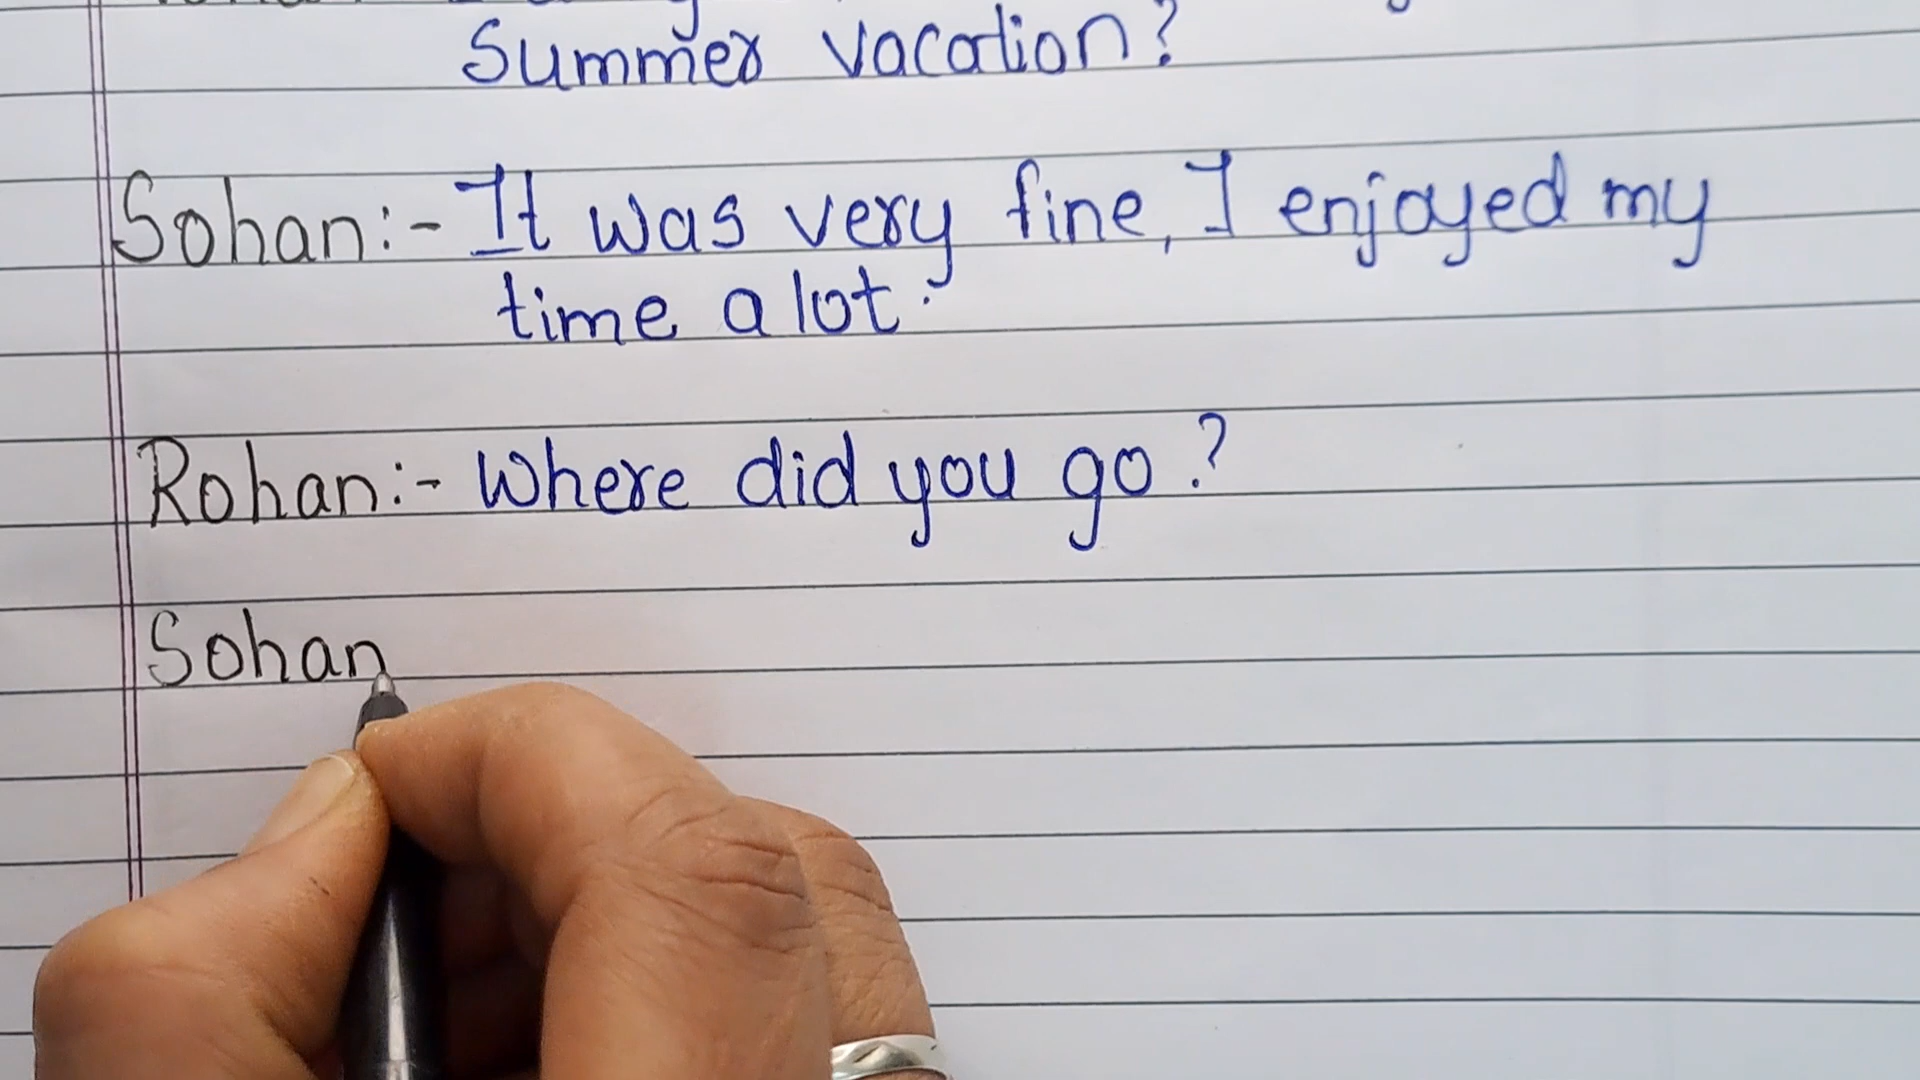 Summer vacation?
Sohan:- It was very fine, I enjoyed my
time a lot.
Rohan:- Where did you go?
Sohan